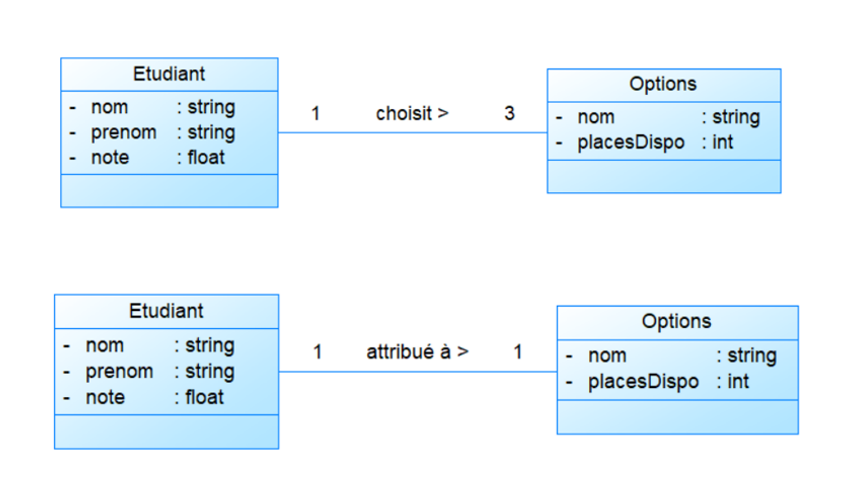 Etudiant
- nom : string
- prenom : string
- note : float
1 choisit > 3
Options
- nom : string
- placesDispo : int
Etudiant
- nom : string
- prenom : string
- note : float
1 attribué à > 1
Options
- nom : string
- placesDispo : int